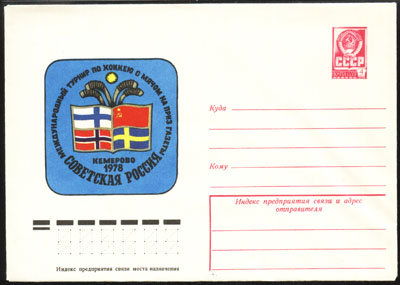 МЕЖДУНАРОДНЫЙ ТУРНИР ПО ХОККЕЮ С МЯЧОМ НА ПРИЗ ГАЗЕТЫ
КЕМЕРОВО
1978
СОВЕТСКАЯ РОССИЯ
СССР
4
Куда
Кому
Индекс предприятия связи и адрес
отправителя
Индекс предприятия связи места назначения